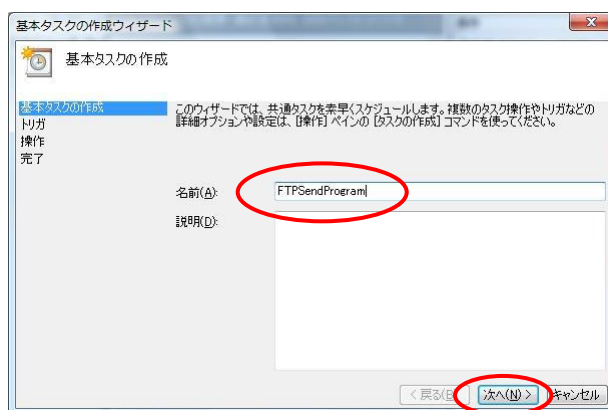 基本タスクの作成ウィザード
基本タスクの作成
基本タスクの作成
トリガ
操作
完了
このウィザードでは、共通タスクを素早くスケジュールします。複数のタスク操作やトリガなどの
詳細オプションや設定は、[操作] ペインの [タスクの作成] コマンドを使ってください。
名前(A):
FTPSendProgram
説明(D):
< 戻る(B
次へ(N) >
キャンセル